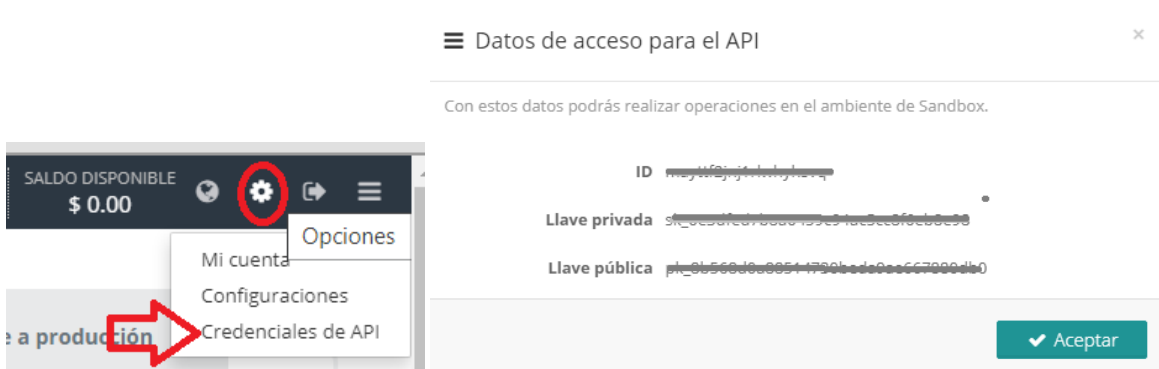 SALDO DISPONIBLE
$ 0.00
Opciones
Mi cuenta
Configuraciones
Credenciales de API
e a producción
Datos de acceso para el API
×
Con estos datos podrás realizar operaciones en el ambiente de Sandbox.
ID
Llave privada
Llave pública
Aceptar